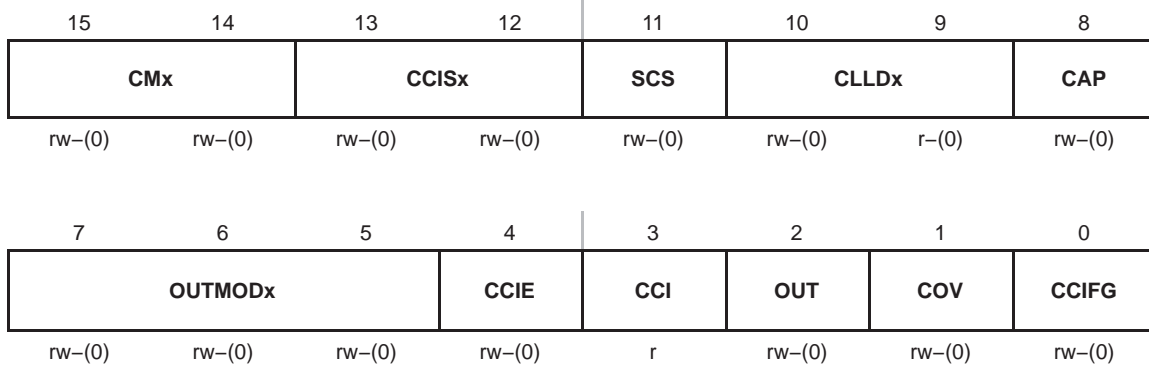 15 14 13 12 11 10 9 8
CMx CCISx SCS CLLDx CAP
rw−(0) rw−(0) rw−(0) rw−(0) rw−(0) rw−(0) r−(0) rw−(0)
7 6 5 4 3 2 1 0
OUTMODx CCIE CCI OUT COV CCIFG
rw−(0) rw−(0) rw−(0) rw−(0) r rw−(0) rw−(0) rw−(0)